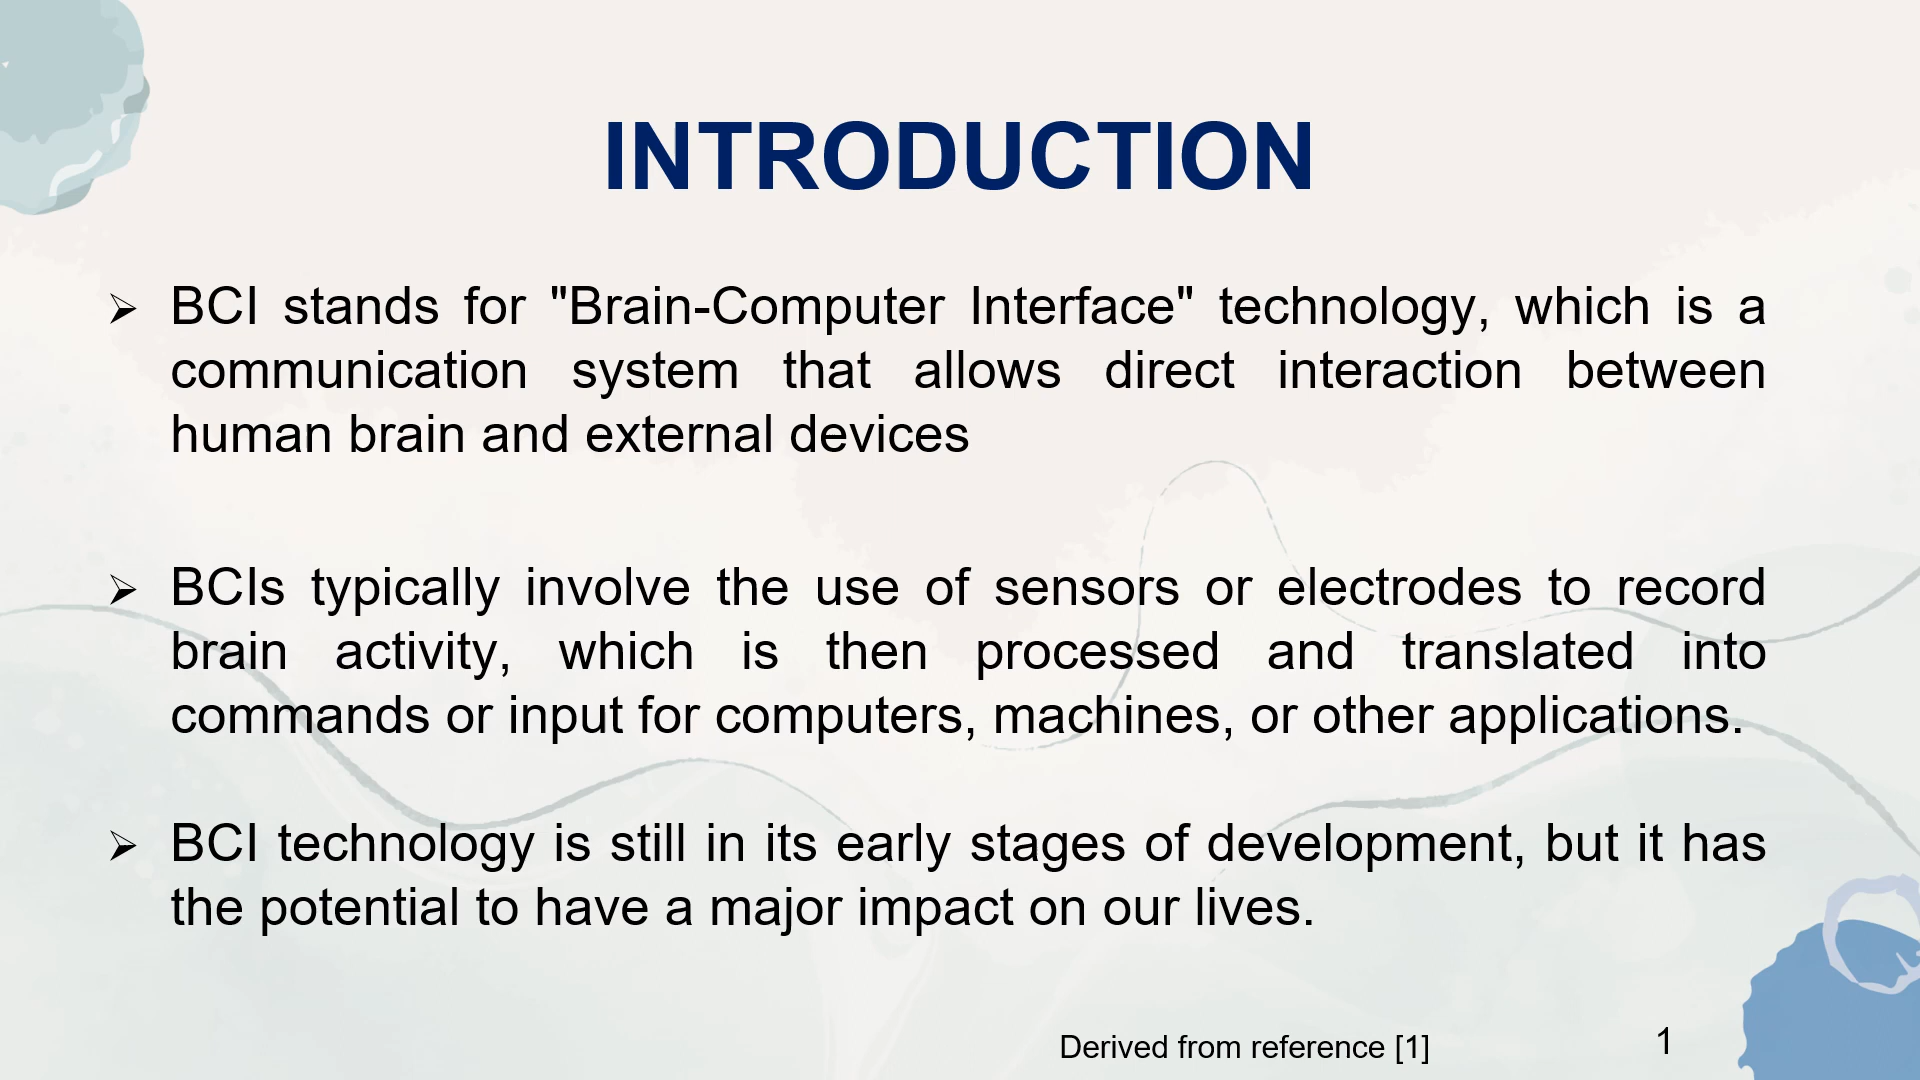 INTRODUCTION
➢ BCI stands for "Brain-Computer Interface" technology, which is a
communication system that allows direct interaction between
human brain and external devices
➢ BCIs typically involve the use of sensors or electrodes to record
brain activity, which is then processed and translated into
commands or input for computers, machines, or other applications.
➢ BCI technology is still in its early stages of development, but it has
the potential to have a major impact on our lives.
Derived from reference [1]
1